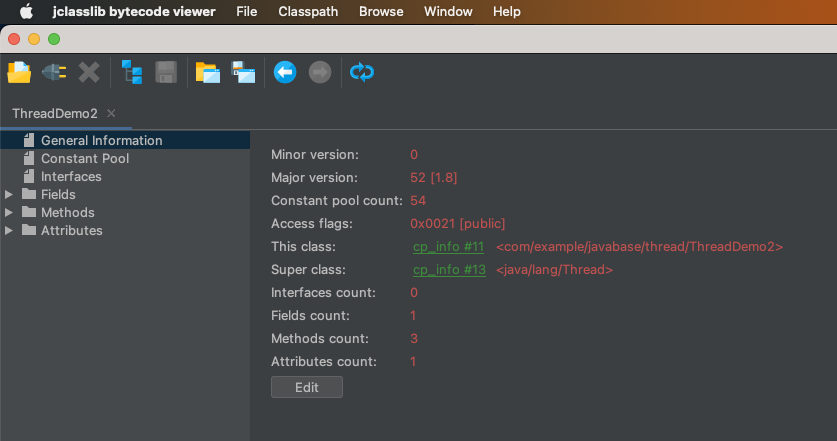 jclasslib bytecode viewer File Classpath Browse Window Help
ThreadDemo2
General Information
Constant Pool
Interfaces
Fields
Methods
Attributes
Minor version: 0
Major version: 52 [1.8]
Constant pool count: 54
Access flags: 0x0021 [public]
This class: cp_info #11 <com/example/javabase/thread/ThreadDemo2>
Super class: cp_info #13 <java/lang/Thread>
Interfaces count: 0
Fields count: 1
Methods count: 3
Attributes count: 1
Edit